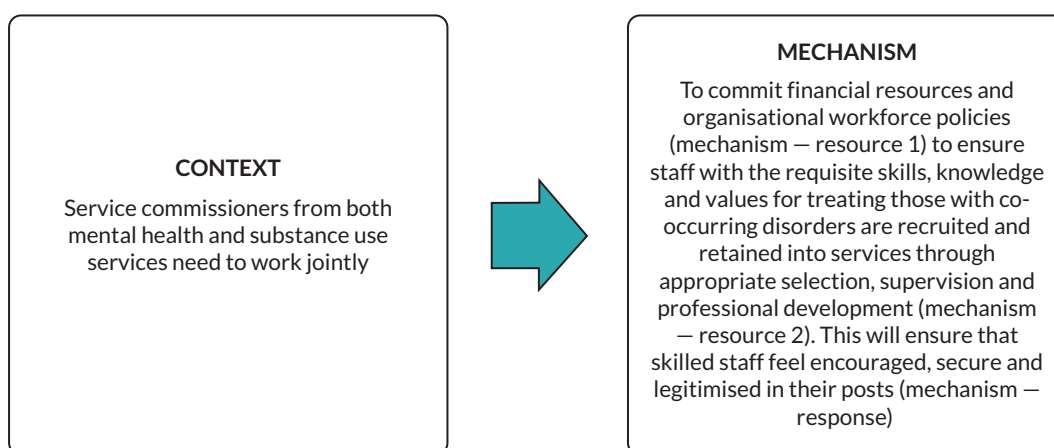 CONTEXT
Service commissioners from both
mental health and substance use
services need to work jointly
MECHANISM
To commit financial resources and
organisational workforce policies
(mechanism — resource 1) to ensure
staff with the requisite skills, knowledge
and values for treating those with co-
occurring disorders are recruited and
retained into services through
appropriate selection, supervision and
professional development (mechanism
— resource 2). This will ensure that
skilled staff feel encouraged, secure and
legitimised in their posts (mechanism —
response)